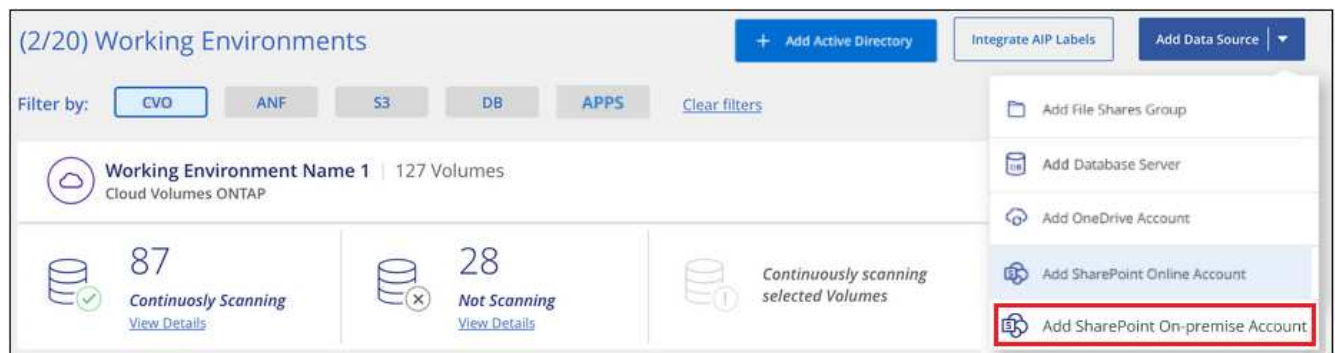 (2/20) Working Environments
+ Add Active Directory
Integrate AIP Labels
Add Data Source
Filter by:
CVO
ANF
S3
DB
APPS
Clear filters
Working Environment Name 1 | 127 Volumes
Cloud Volumes ONTAP
87
Continuosly Scanning
View Details
28
Not Scanning
View Details
Continuously scanning
selected Volumes
Add File Shares Group
Add Database Server
Add OneDrive Account
Add SharePoint Online Account
Add SharePoint On-premise Account